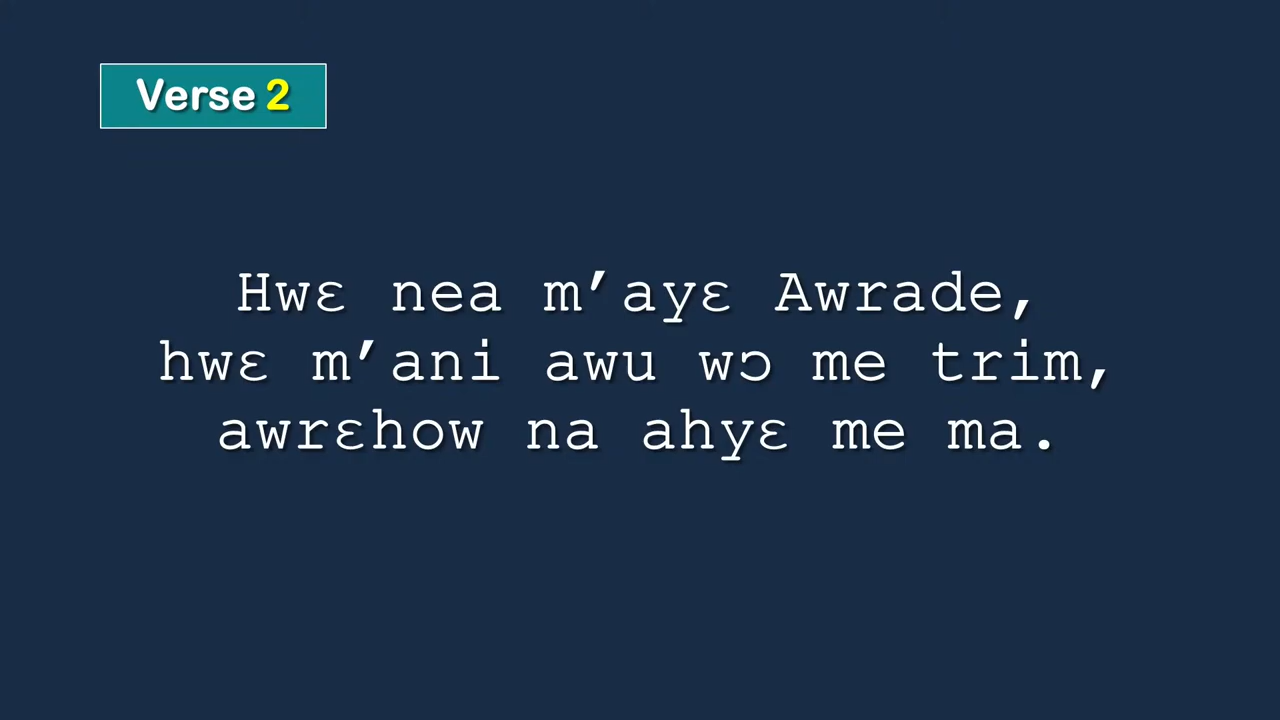 Verse 2
Hwɛ nea m’ayɛ Awrade,
hwɛ m’ani awu wɔ me trim,
awrɛhow na ahyɛ me ma.